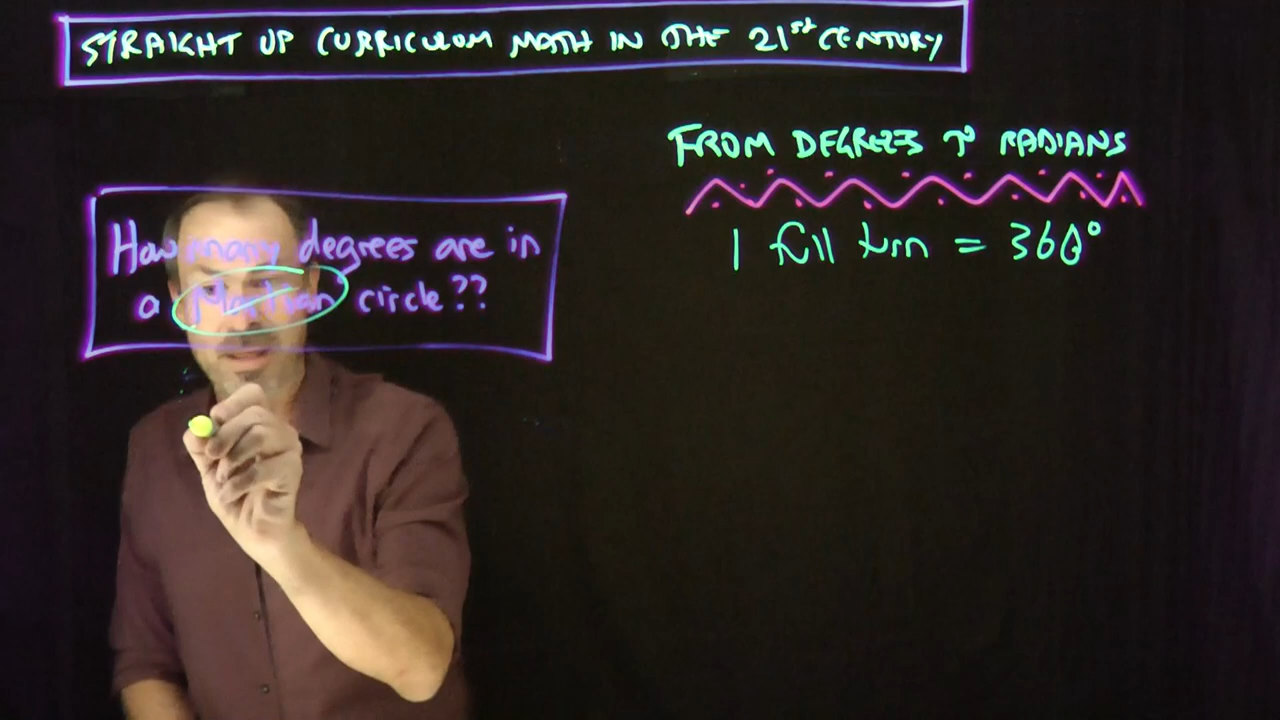 STRAIGHT UP CURRICULUM MATH IN THE 21st CENTURY
FROM DEGREES TO RADIANS
1 full turn = 360°
How many degrees are in
a Martian circle??